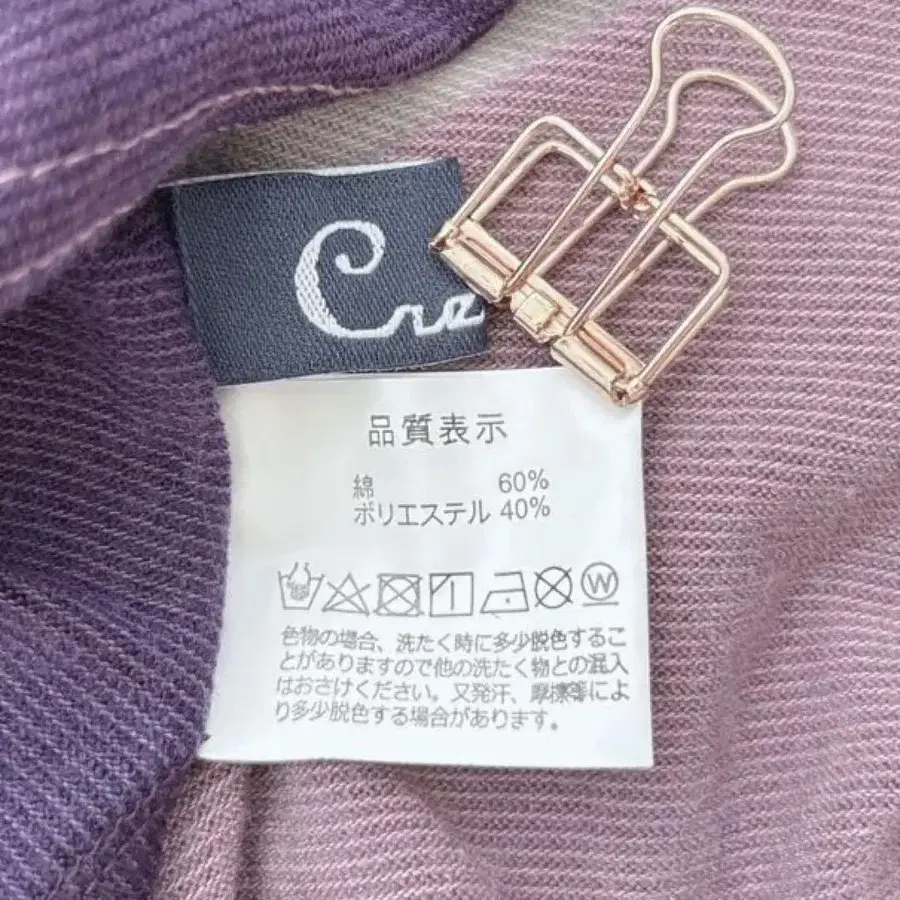 Cru
品質表示
綿 60%
ポリエステル 40%
W
色物の場合、洗たく時に多少脱色するこ
とがありますので他の洗たく物との混入
はおさけください。又発汗、摩擦等によ
り多少脱色する場合があります。